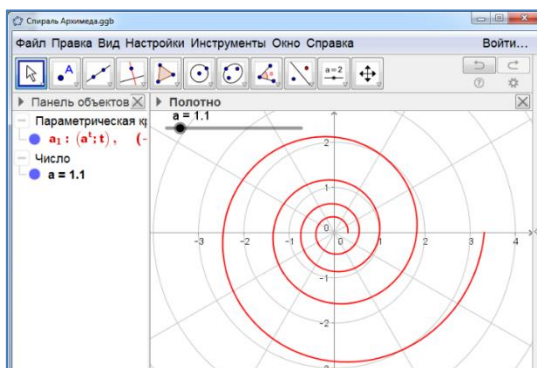 Спираль Архимеда.ggb
Файл Правка Вид Настройки Инструменты Окно Справка Войти...
A a=2
Панель объектов Полотно
Параметрическая кр
a₁ : (aᵗ; t), (–
Число
a = 1.1
a = 1.1
2
1
0
-3 -2 -1 0 1 2 3 4
-1
-2